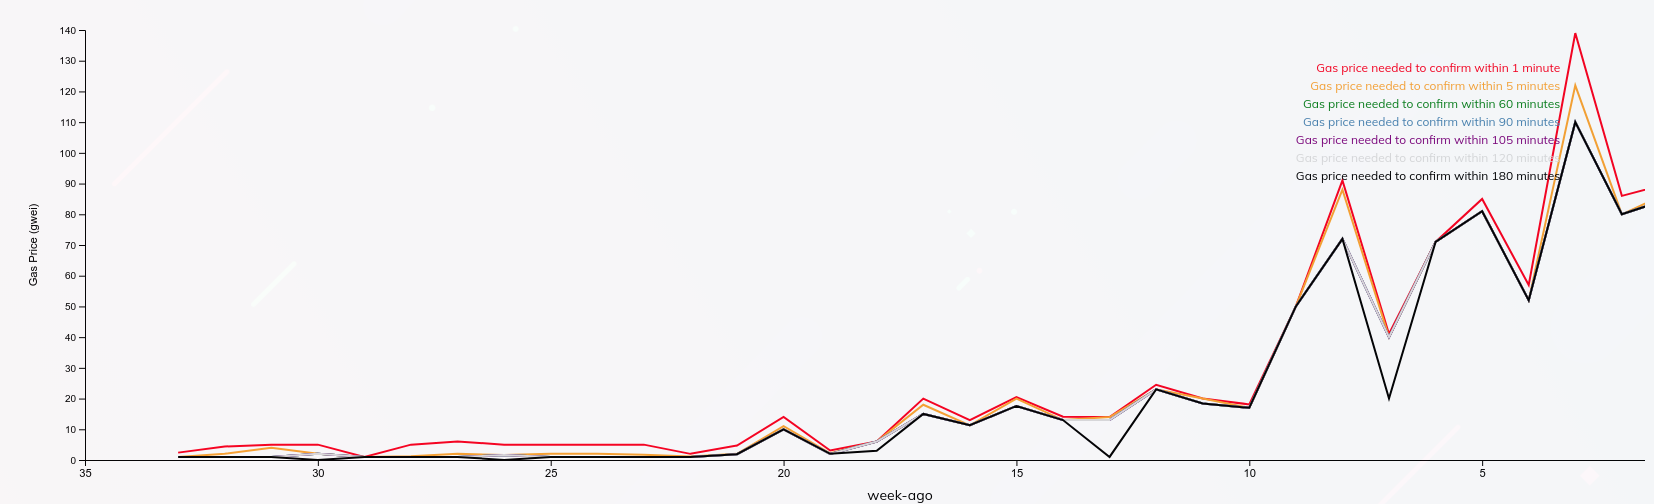 140
130
120
110
100
90
80
70
60
50
40
30
20
10
0
Gas Price (gwei)
Gas price needed to confirm within 1 minute
Gas price needed to confirm within 5 minutes
Gas price needed to confirm within 60 minutes
Gas price needed to confirm within 90 minutes
Gas price needed to confirm within 105 minutes
Gas price needed to confirm within 120 minutes
Gas price needed to confirm within 180 minutes
35 30 25 20 15 10 5
week-ago